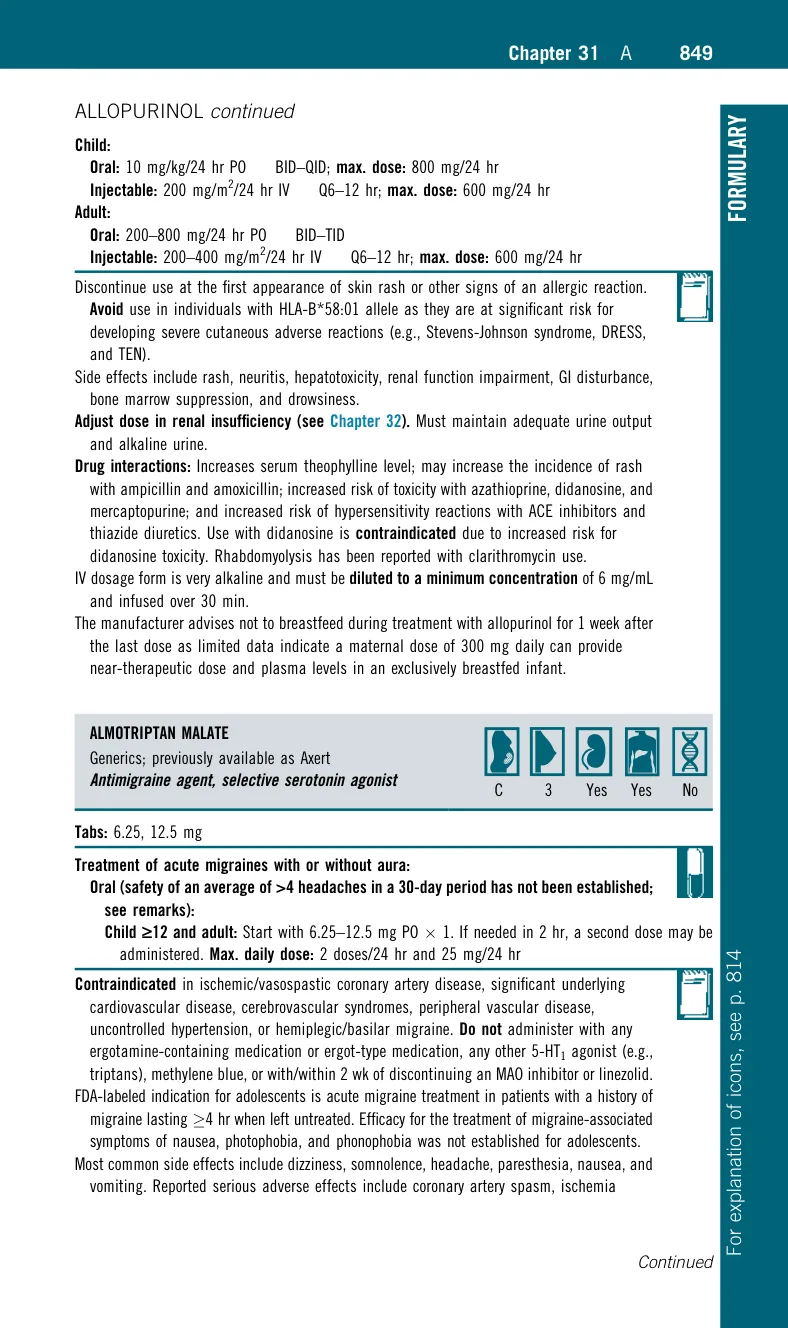 Chapter 31 A 849
ALLOPURINOL continued
Child:
Oral: 10 mg/kg/24 hr PO BID–QID; max. dose: 800 mg/24 hr
Injectable: 200 mg/m²/24 hr IV Q6–12 hr; max. dose: 600 mg/24 hr
Adult:
Oral: 200–800 mg/24 hr PO BID–TID
Injectable: 200–400 mg/m²/24 hr IV Q6–12 hr; max. dose: 600 mg/24 hr
Discontinue use at the first appearance of skin rash or other signs of an allergic reaction.
Avoid use in individuals with HLA-B*58:01 allele as they are at significant risk for
developing severe cutaneous adverse reactions (e.g., Stevens-Johnson syndrome, DRESS,
and TEN).
Side effects include rash, neuritis, hepatotoxicity, renal function impairment, GI disturbance,
bone marrow suppression, and drowsiness.
Adjust dose in renal insufficiency (see Chapter 32). Must maintain adequate urine output
and alkaline urine.
Drug interactions: Increases serum theophylline level; may increase the incidence of rash
with ampicillin and amoxicillin; increased risk of toxicity with azathioprine, didanosine, and
mercaptopurine; and increased risk of hypersensitivity reactions with ACE inhibitors and
thiazide diuretics. Use with didanosine is contraindicated due to increased risk for
didanosine toxicity. Rhabdomyolysis has been reported with clarithromycin use.
IV dosage form is very alkaline and must be diluted to a minimum concentration of 6 mg/mL
and infused over 30 min.
The manufacturer advises not to breastfeed during treatment with allopurinol for 1 week after
the last dose as limited data indicate a maternal dose of 300 mg daily can provide
near-therapeutic dose and plasma levels in an exclusively breastfed infant.
ALMOTRIPTAN MALATE
Generics; previously available as Axert
Antimigraine agent, selective serotonin agonist
C 3 Yes Yes No
Tabs: 6.25, 12.5 mg
Treatment of acute migraines with or without aura:
Oral (safety of an average of >4 headaches in a 30-day period has not been established;
see remarks):
Child ≥12 and adult: Start with 6.25–12.5 mg PO × 1. If needed in 2 hr, a second dose may be
administered. Max. daily dose: 2 doses/24 hr and 25 mg/24 hr
Contraindicated in ischemic/vasospastic coronary artery disease, significant underlying
cardiovascular disease, cerebrovascular syndromes, peripheral vascular disease,
uncontrolled hypertension, or hemiplegic/basilar migraine. Do not administer with any
ergotamine-containing medication or ergot-type medication, any other 5-HT₁ agonist (e.g.,
triptans), methylene blue, or with/within 2 wk of discontinuing an MAO inhibitor or linezolid.
FDA-labeled indication for adolescents is acute migraine treatment in patients with a history of
migraine lasting ≥4 hr when left untreated. Efficacy for the treatment of migraine-associated
symptoms of nausea, photophobia, and phonophobia was not established for adolescents.
Most common side effects include dizziness, somnolence, headache, paresthesia, nausea, and
vomiting. Reported serious adverse effects include coronary artery spasm, ischemia
Continued
FORMULARY
For explanation of icons, see p. 814